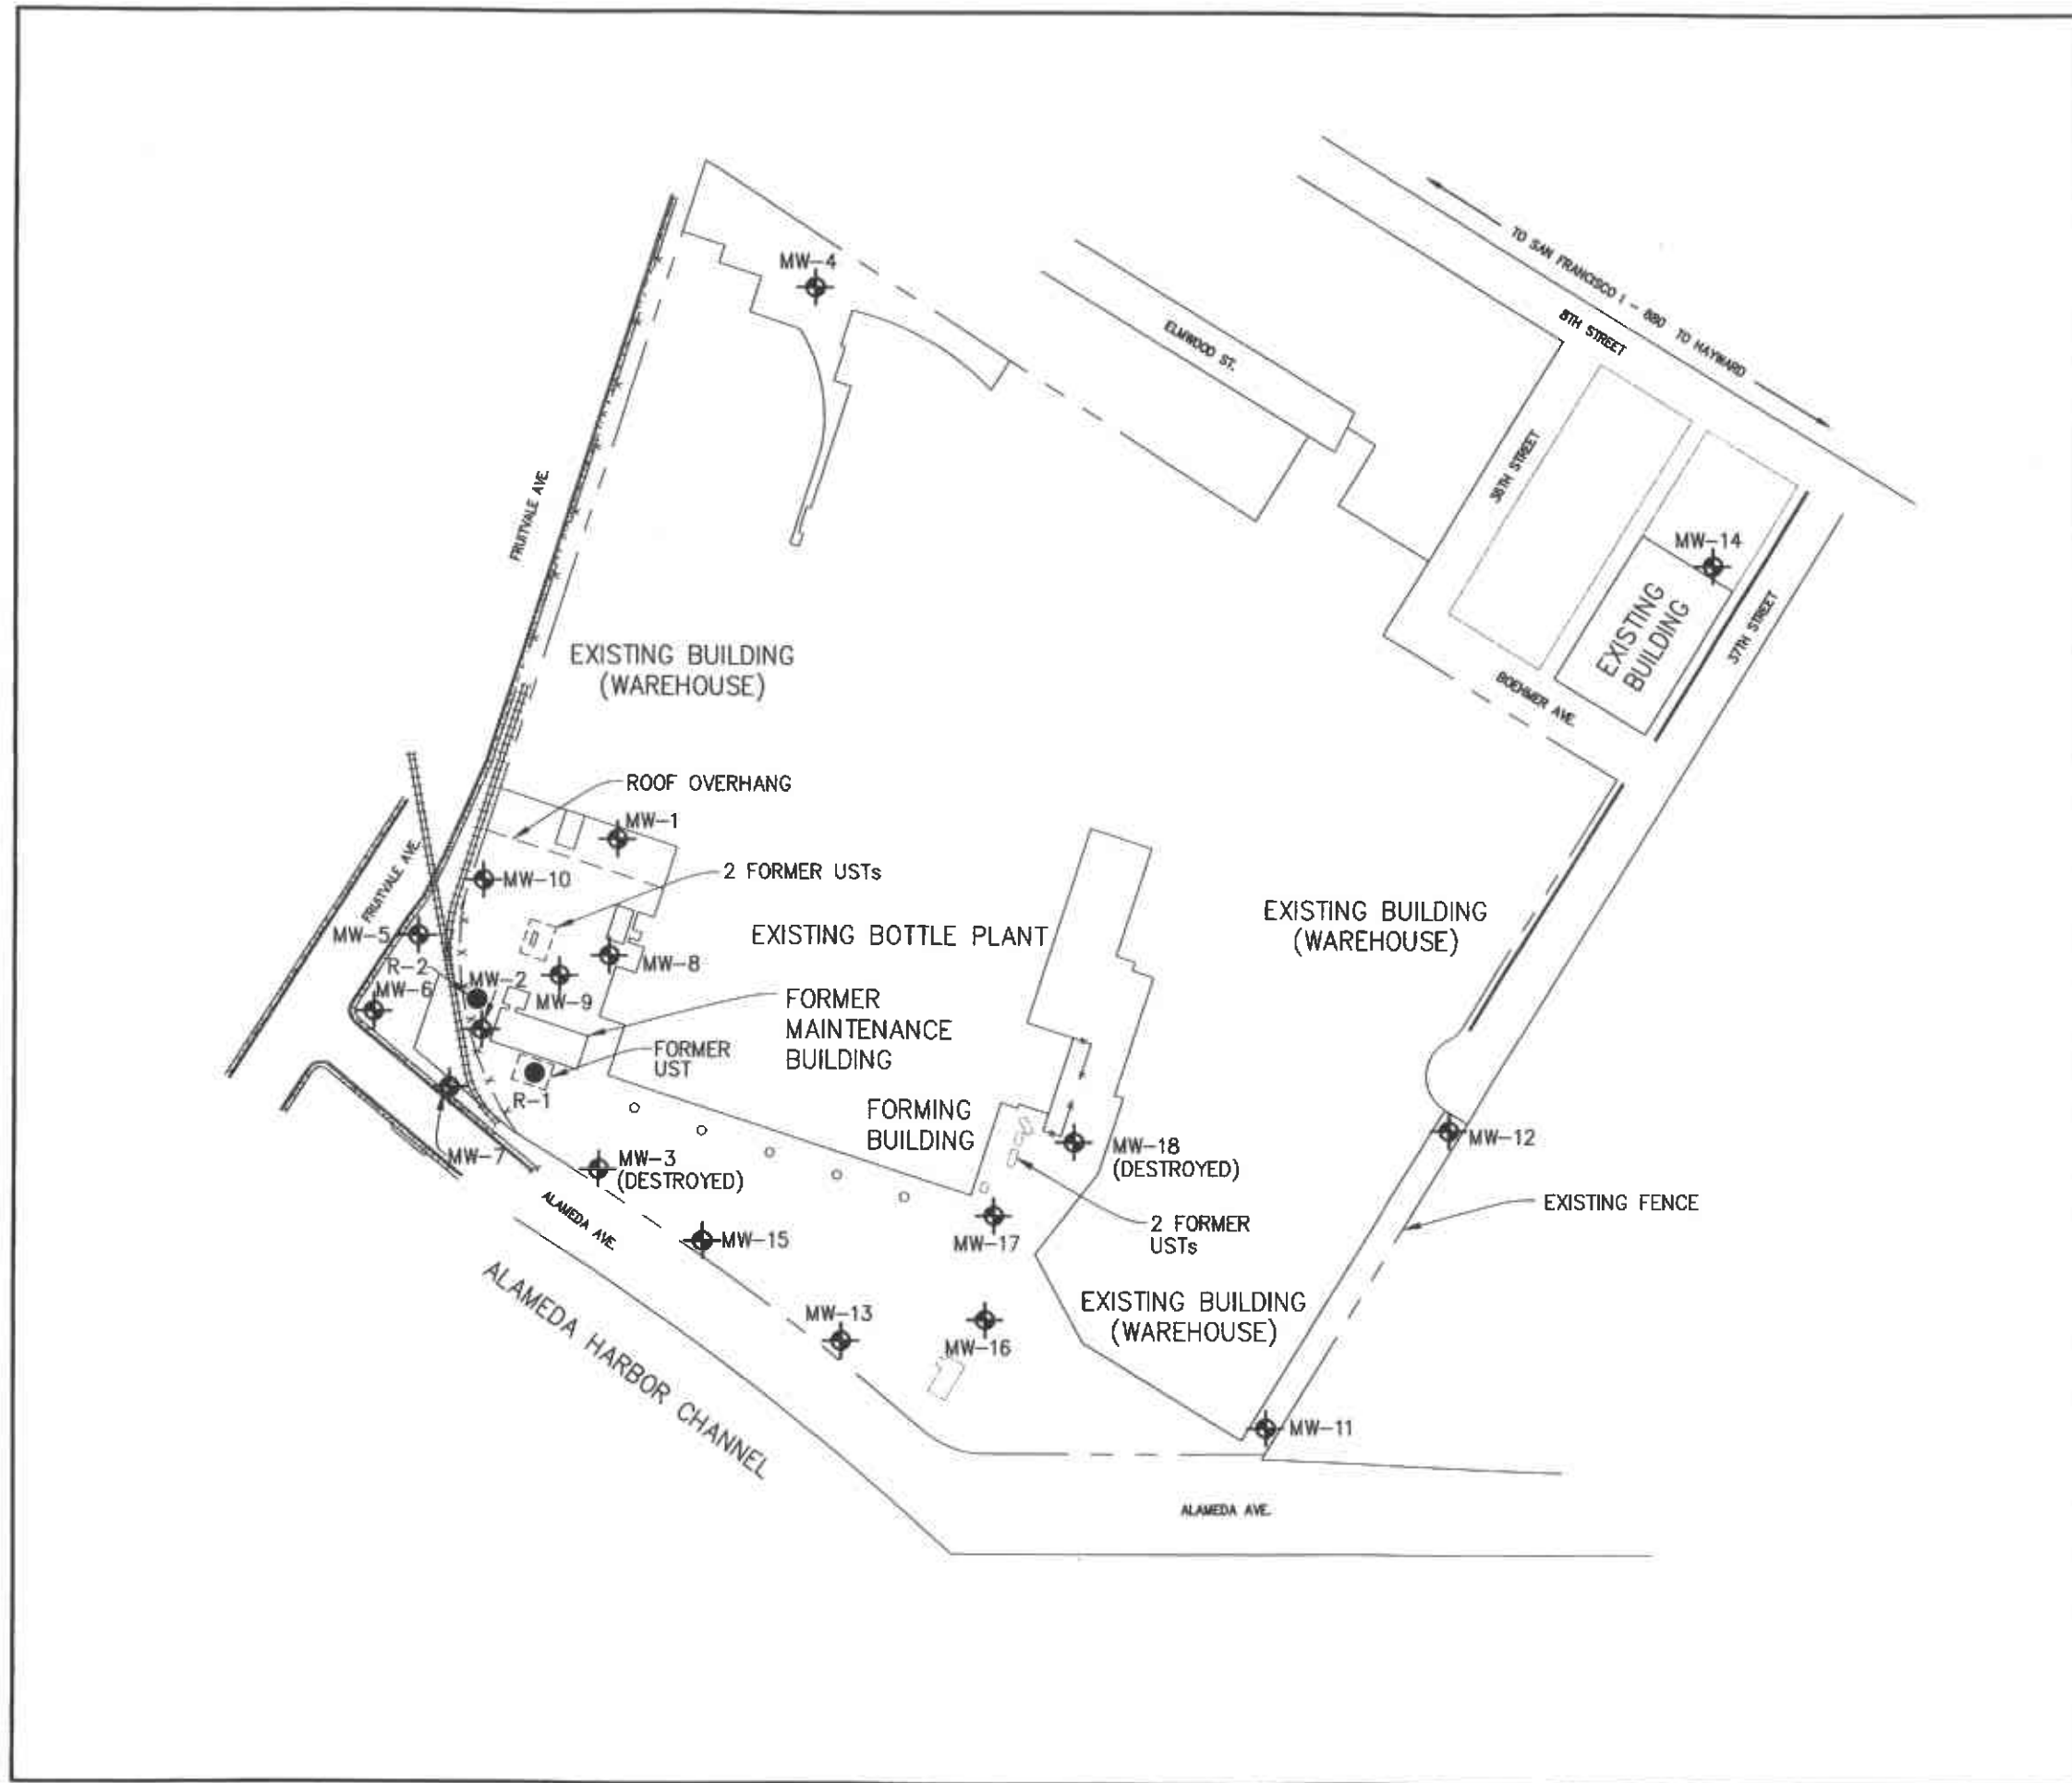 MW-4
TO SAN FRANCISCO I - 880 TO HAYWARD
8TH STREET
ELMWOOD ST.
36TH STREET
FRUITVALE AVE.
MW-14
EXISTING
BUILDING
37TH STREET
EXISTING BUILDING
(WAREHOUSE)
BOEHMER AVE.
ROOF OVERHANG
MW-1
FRUITVALE AVE.
MW-10
2 FORMER USTs
MW-5
EXISTING BOTTLE PLANT
EXISTING BUILDING
(WAREHOUSE)
R-2
MW-2
MW-8
MW-6
MW-9
FORMER
MAINTENANCE
BUILDING
FORMER
UST
R-1
FORMING
BUILDING
MW-7
MW-3
(DESTROYED)
MW-18
(DESTROYED)
MW-12
ALAMEDA AVE.
MW-15
MW-17
2 FORMER
USTs
EXISTING FENCE
ALAMEDA HARBOR CHANNEL
MW-13
MW-16
EXISTING BUILDING
(WAREHOUSE)
MW-11
ALAMEDA AVE.